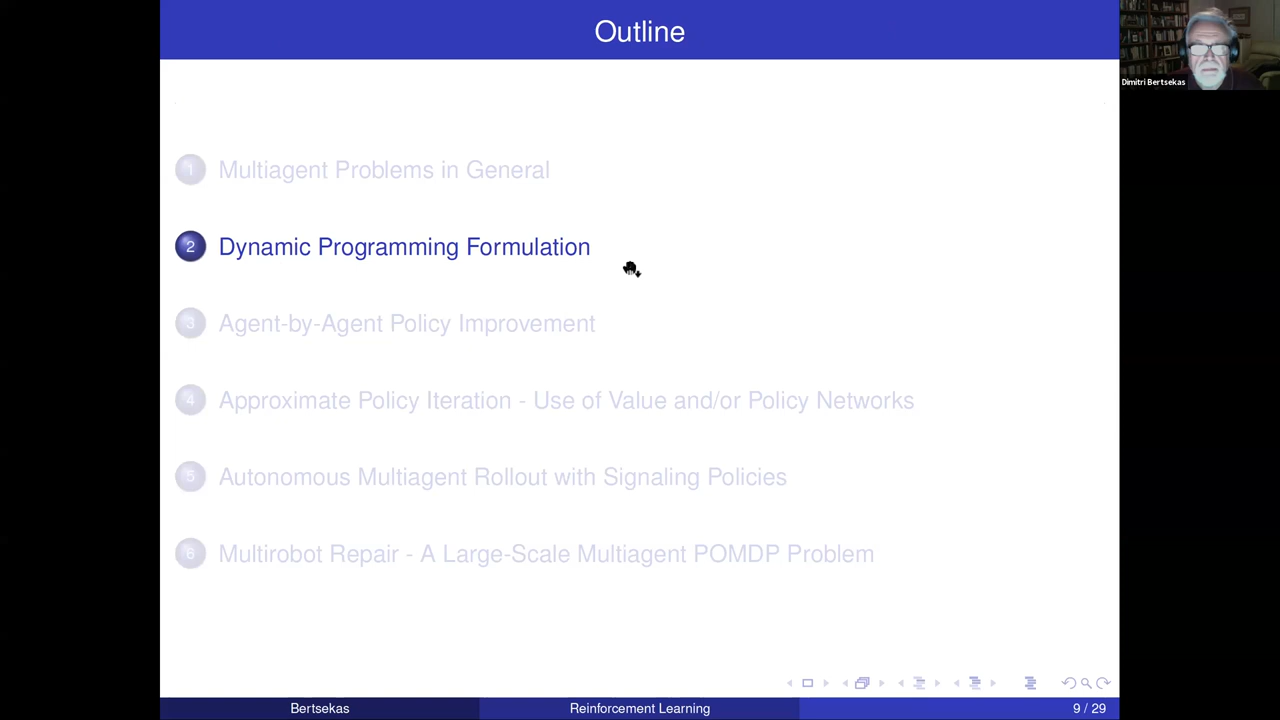 Outline
Dimitri Bertsekas
1 Multiagent Problems in General
2 Dynamic Programming Formulation
3 Agent-by-Agent Policy Improvement
4 Approximate Policy Iteration - Use of Value and/or Policy Networks
5 Autonomous Multiagent Rollout with Signaling Policies
6 Multirobot Repair - A Large-Scale Multiagent POMDP Problem
Bertsekas Reinforcement Learning 9 / 29